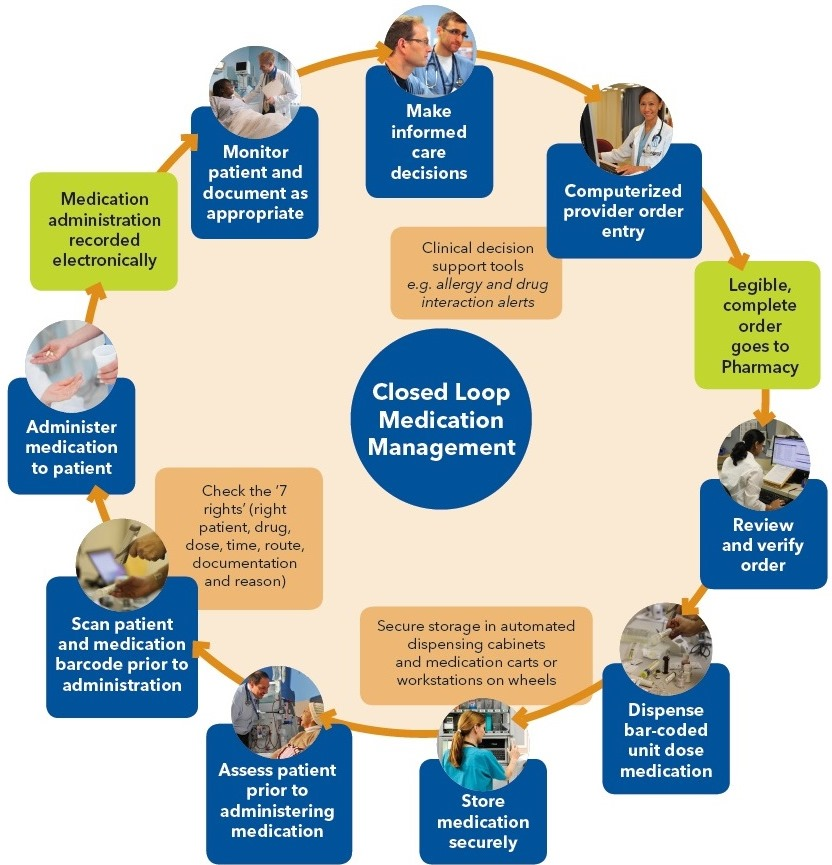 Make
informed
care
decisions
Computerized
provider order
entry
Clinical decision
support tools
e.g. allergy and drug
interaction alerts
Legible,
complete
order
goes to
Pharmacy
Review
and verify
order
Dispense
bar-coded
unit dose
medication
Secure storage in automated
dispensing cabinets
and medication carts or
workstations on wheels
Store
medication
securely
Assess patient
prior to
administering
medication
Scan patient
and medication
barcode prior to
administration
Check the ‘7
rights’ (right
patient, drug,
dose, time, route,
documentation
and reason)
Administer
medication
to patient
Medication
administration
recorded
electronically
Monitor
patient and
document as
appropriate
Closed Loop
Medication
Management